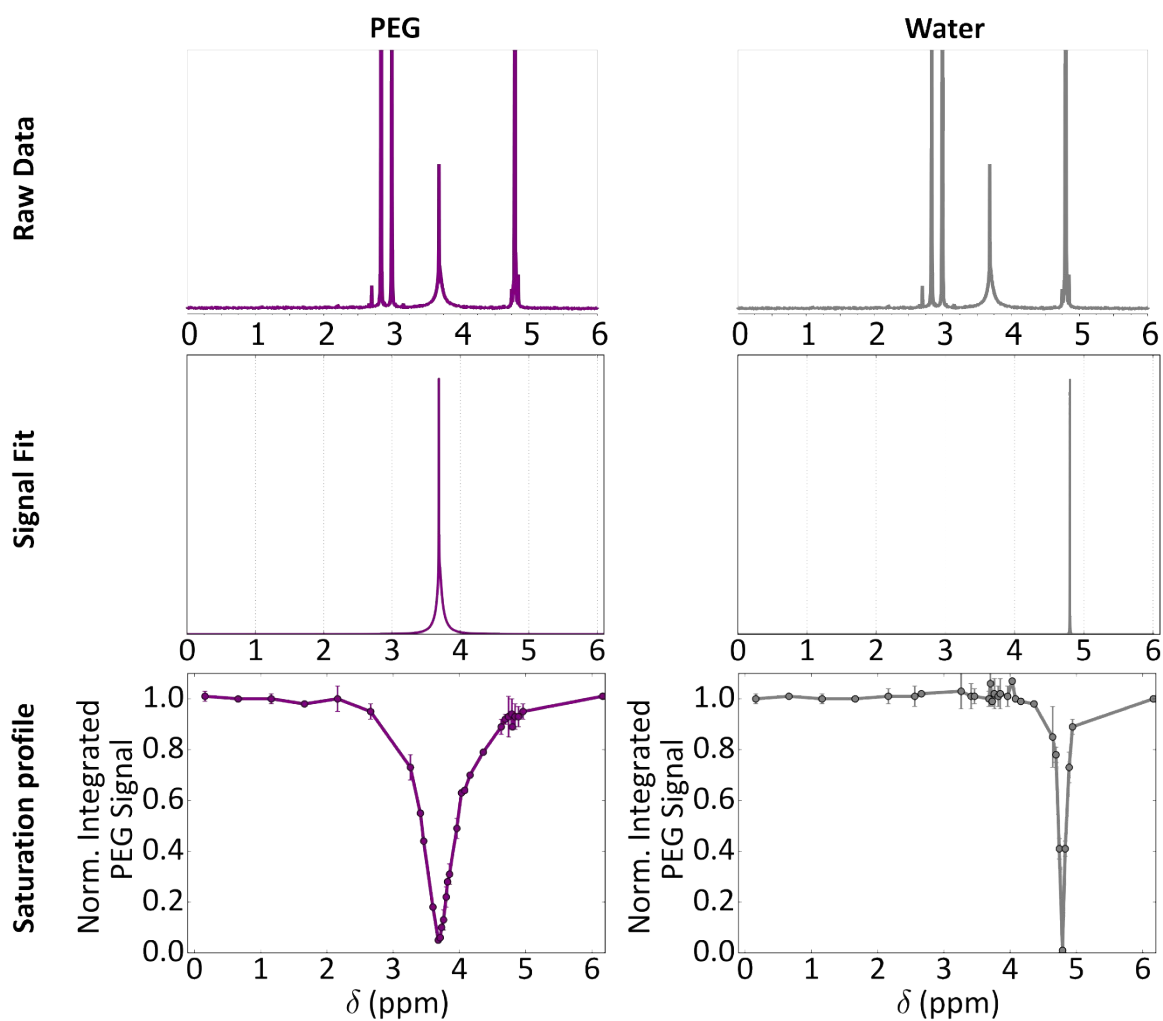 PEG
Water
Raw Data
0 1 2 3 4 5 6
0 1 2 3 4 5 6
Signal Fit
0 1 2 3 4 5 6
0 1 2 3 4 5 6
Saturation profile
Norm. Integrated
PEG Signal
1.0
0.8
0.6
0.4
0.2
0.0
0 1 2 3 4 5 6
δ (ppm)
Norm. Integrated
PEG Signal
1.0
0.8
0.6
0.4
0.2
0.0
0 1 2 3 4 5 6
δ (ppm)